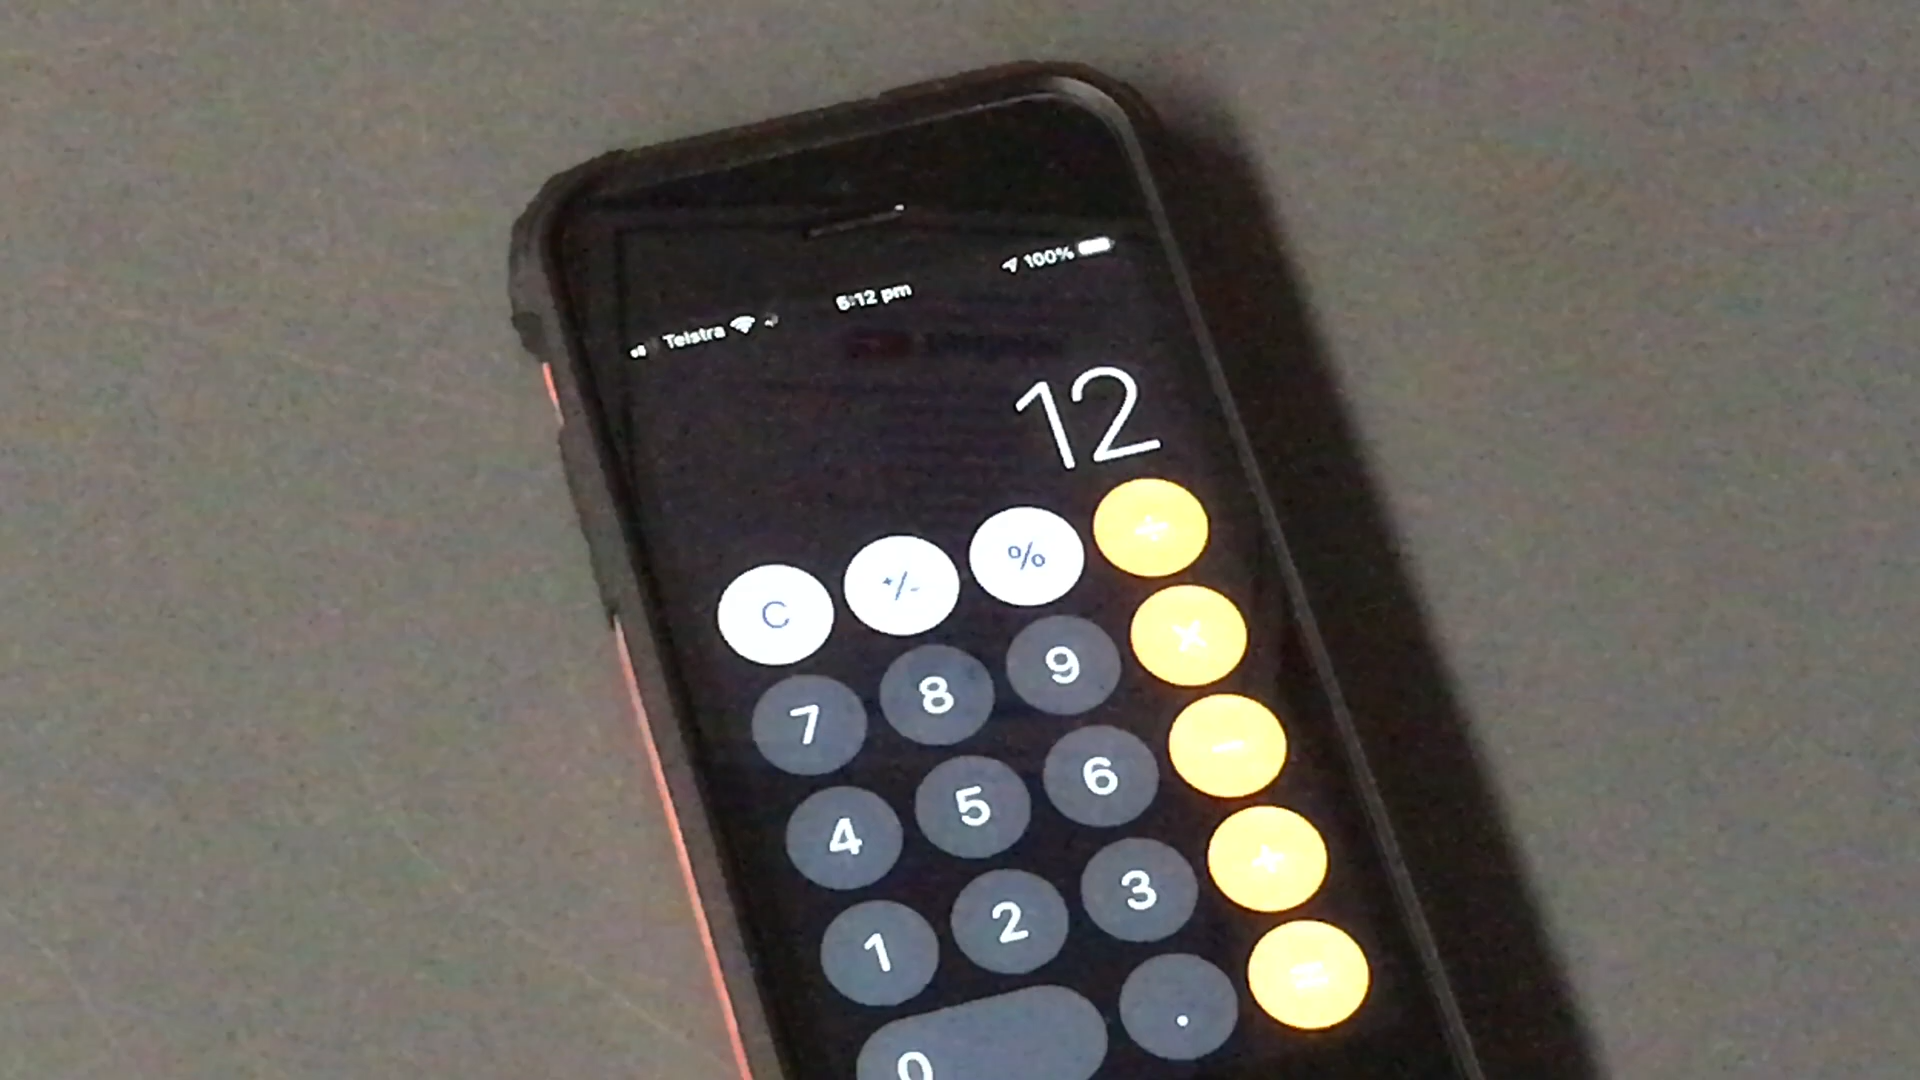 Telstra 5:12 pm 100%
12
C +/- % ÷
7 8 9 ×
4 5 6 −
1 2 3 +
0 . =